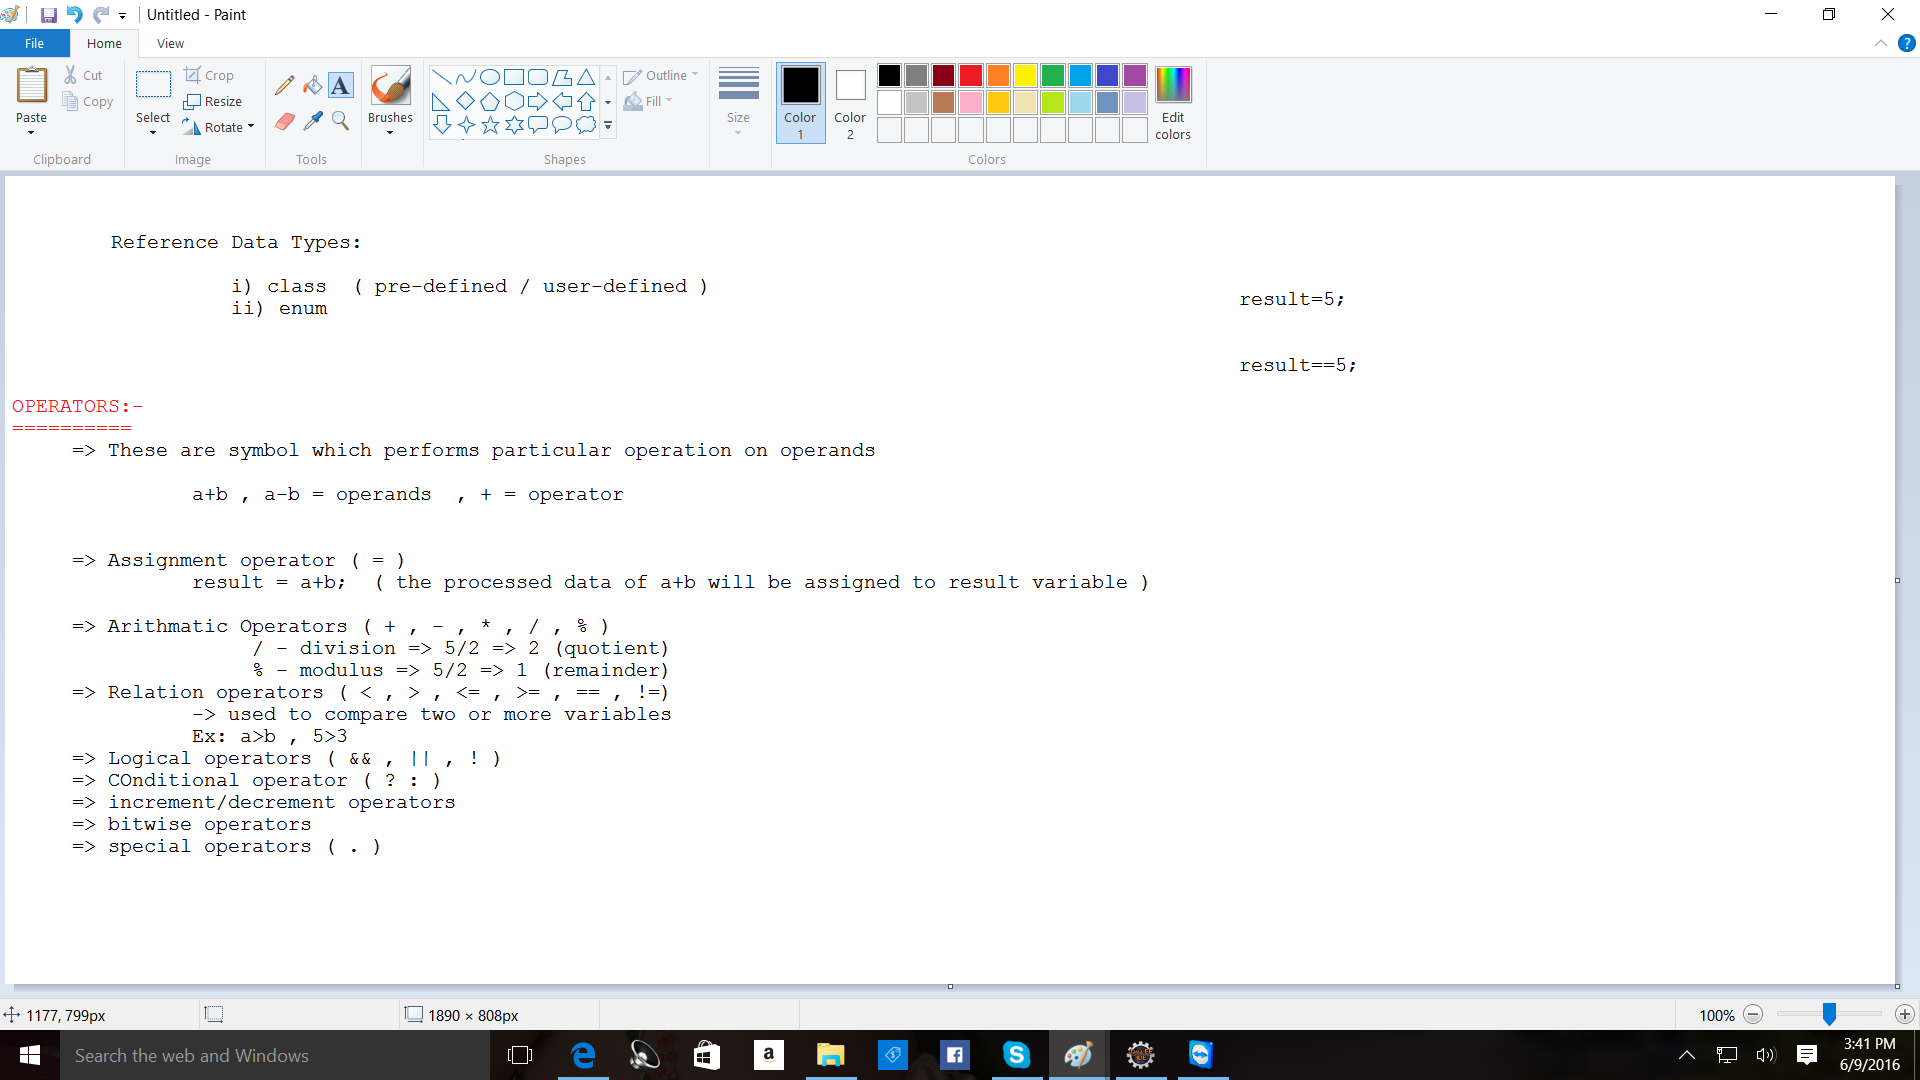 Untitled - Paint
File
Home
View
Paste
Cut
Copy
Clipboard
Select
Crop
Resize
Rotate
Image
A
Tools
Brushes
Outline
Fill
Shapes
Size
Color
1
Color
2
Edit
colors
Colors
Reference Data Types:
i) class ( pre-defined / user-defined )
ii) enum
result=5;
result==5;
OPERATORS:-
==========
=> These are symbol which performs particular operation on operands
a+b , a-b = operands , + = operator
=> Assignment operator ( = )
result = a+b; ( the processed data of a+b will be assigned to result variable )
=> Arithmatic Operators ( + , - , * , / , % )
/ - division => 5/2 => 2 (quotient)
% - modulus => 5/2 => 1 (remainder)
=> Relation operators ( < , > , <= , >= , == , !=)
-> used to compare two or more variables
Ex: a>b , 5>3
=> Logical operators ( && , || , ! )
=> COnditional operator ( ? : )
=> increment/decrement operators
=> bitwise operators
=> special operators ( . )
1177, 799px
1890 × 808px
100%
Search the web and Windows
3:41 PM
6/9/2016